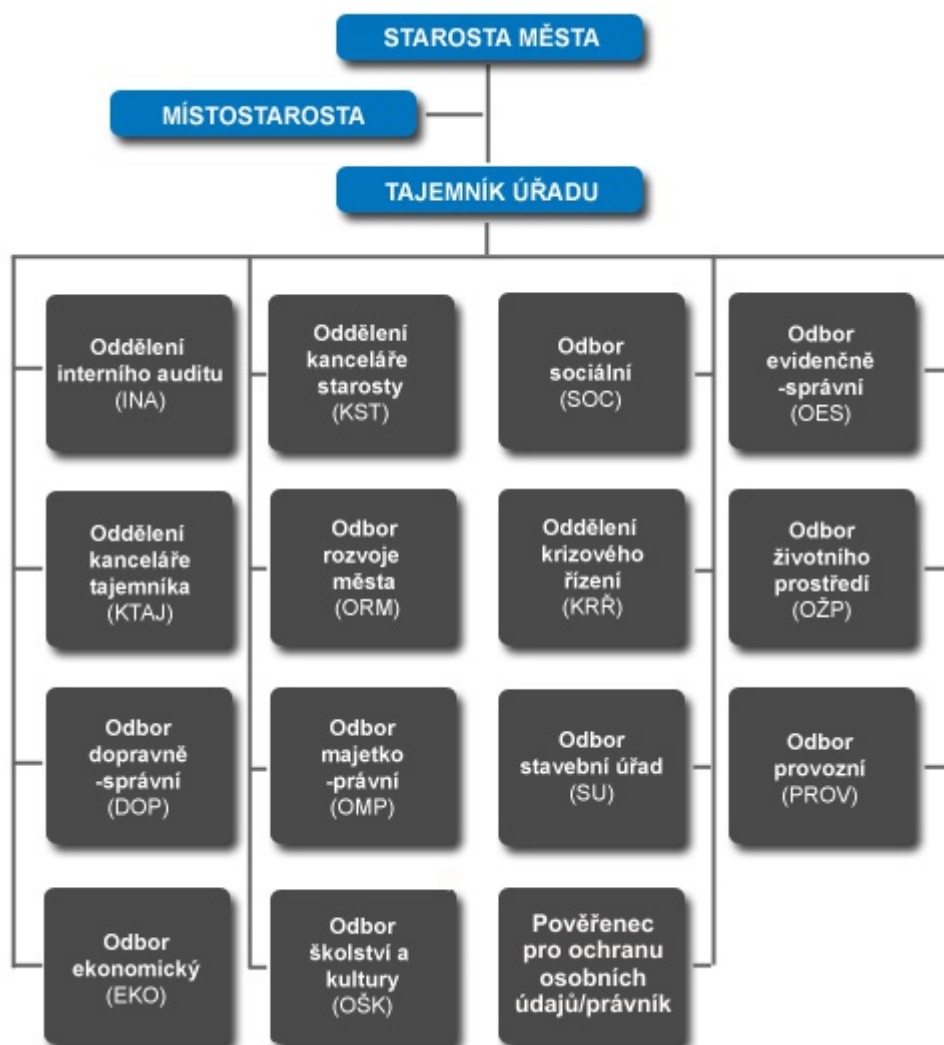 STAROSTA MĚSTA
MÍSTOSTAROSTA
TAJEMNÍK ÚŘADU
Oddělení
interního auditu
(INA)
Oddělení
kanceláře
starosty
(KST)
Odbor
sociální
(SOC)
Odbor
evidenčně
-správní
(OES)
Oddělení
kanceláře
tajemníka
(KTAJ)
Odbor
rozvoje
města
(ORM)
Oddělení
krizového
řízení
(KRŘ)
Odbor
životního
prostředí
(OŽP)
Odbor
dopravně
-správní
(DOP)
Odbor
majetko
-právní
(OMP)
Odbor
stavební úřad
(SU)
Odbor
provozní
(PROV)
Odbor
ekonomický
(EKO)
Odbor
školství a
kultury
(OŠK)
Pověřenec
pro ochranu
osobních
údajů/právník